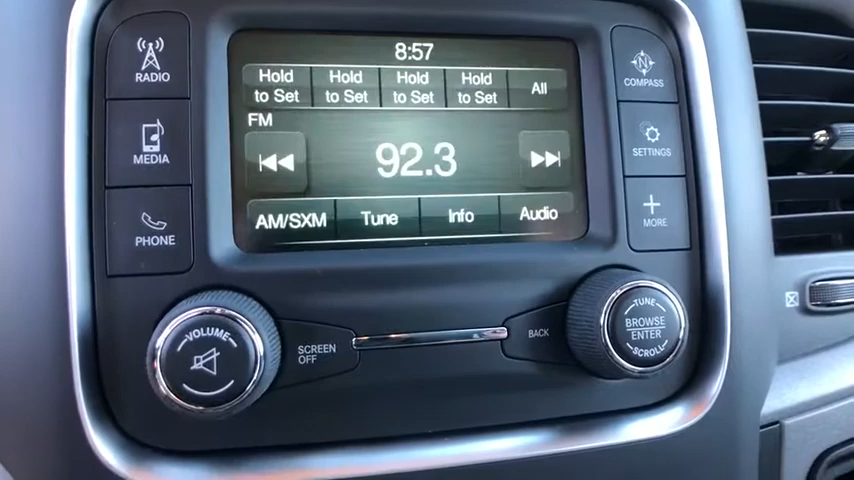 8:57
RADIO
Hold to Set
Hold to Set
Hold to Set
Hold to Set
All
N
COMPASS
FM
MEDIA
92.3
SETTINGS
PHONE
AM/SXM
Tune
Info
Audio
MORE
VOLUME
SCREEN OFF
BACK
TUNE
BROWSE
ENTER
SCROLL